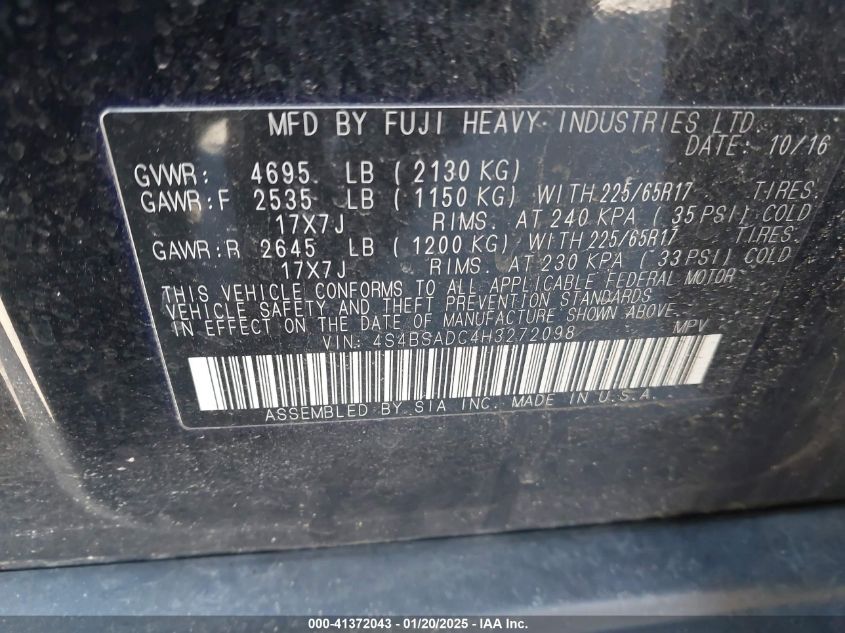 MFD BY FUJI HEAVY INDUSTRIES LTD.
DATE: 10/16
GVWR: 4695 LB (2130 KG)
GAWR:F 2535 LB (1150 KG) WITH 225/65R17 TIRES.
17X7J RIMS. AT 240 KPA (35 PSI) COLD
GAWR:R 2645 LB (1200 KG) WITH 225/65R17 TIRES.
17X7J RIMS. AT 230 KPA (33 PSI) COLD
THIS VEHICLE CONFORMS TO ALL APPLICABLE FEDERAL MOTOR
VEHICLE SAFETY AND THEFT PREVENTION STANDARDS
IN EFFECT ON THE DATE OF MANUFACTURE SHOWN ABOVE.
VIN: 4S4BSADC4H3272098 MPV
ASSEMBLED BY SIA INC. MADE IN U.S.A.
000-41372043 - 01/20/2025 - IAA Inc.